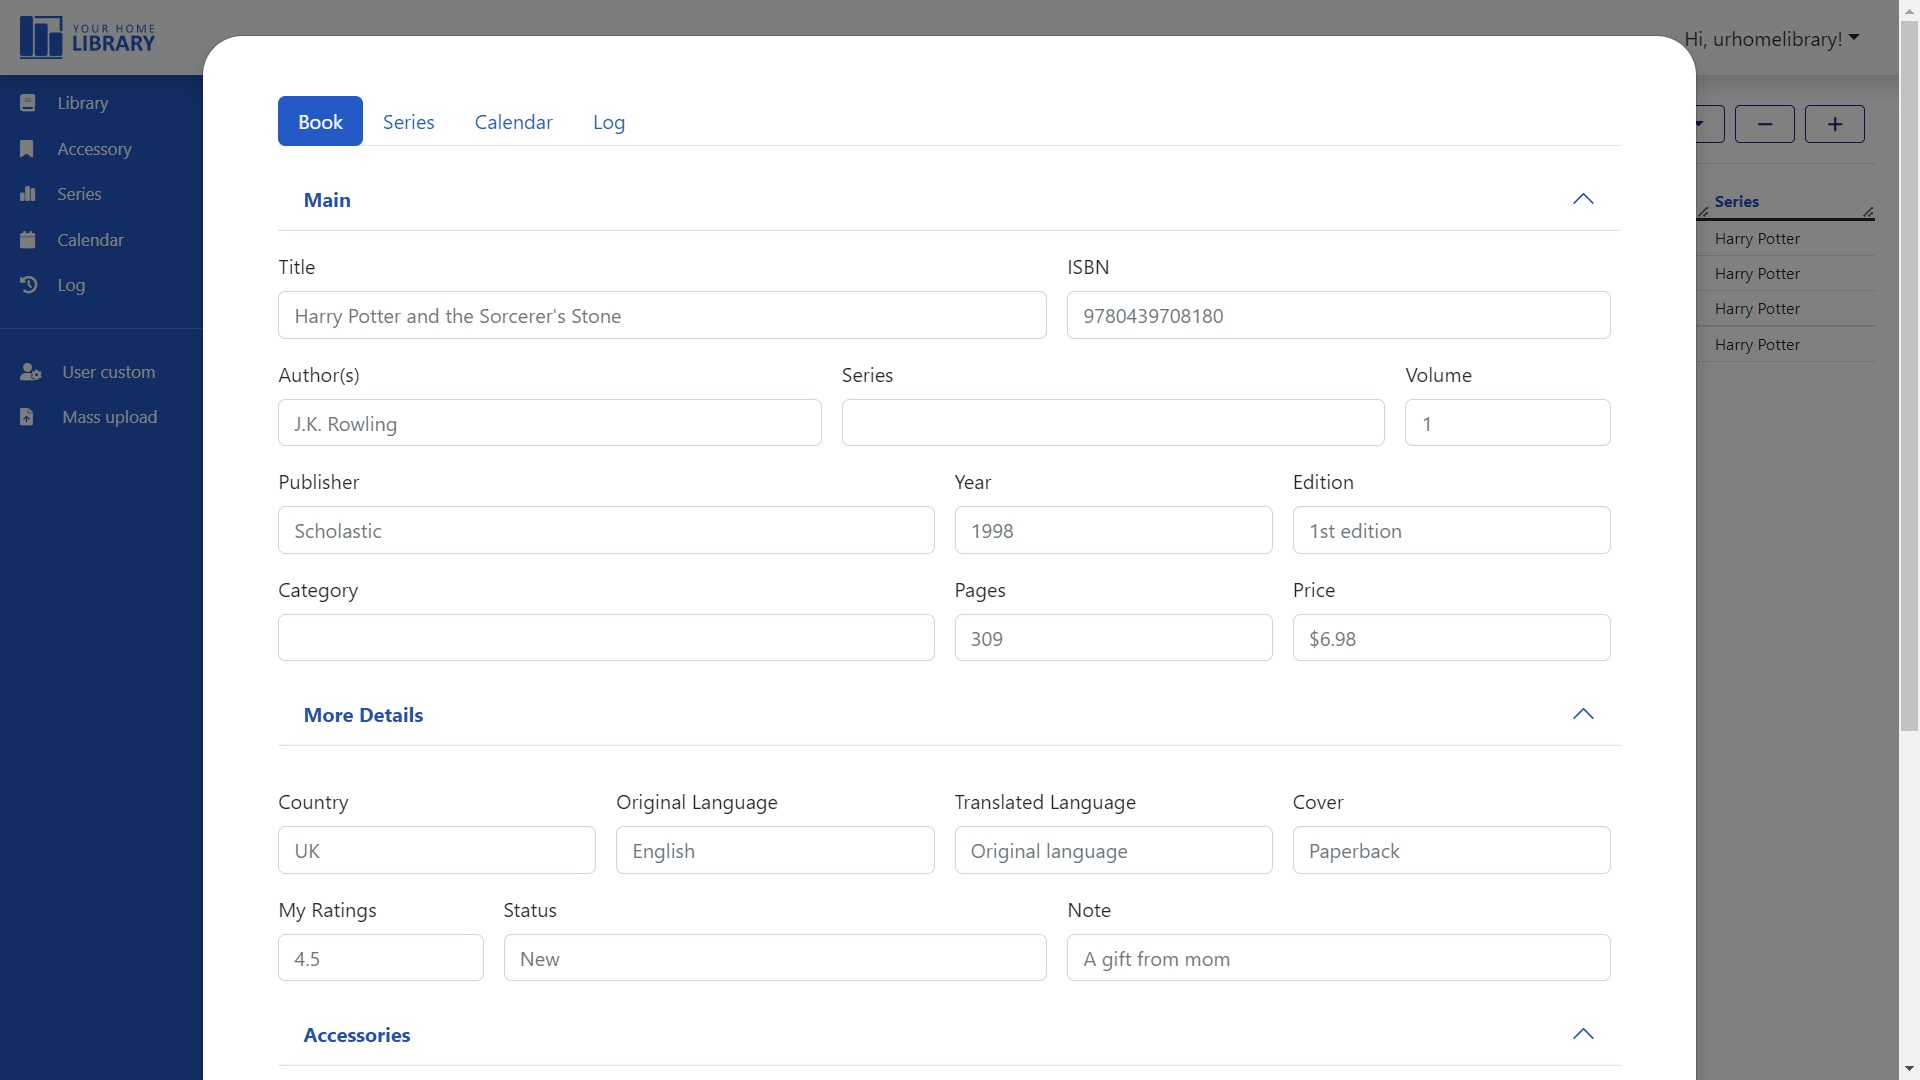 YOUR HOME
LIBRARY
Hi, urhomelibrary!
Library
Accessory
Series
Calendar
Log
User custom
Mass upload
Book Series Calendar Log
Main
Title ISBN
Harry Potter and the Sorcerer's Stone 9780439708180
Author(s) Series Volume
J.K. Rowling 1
Publisher Year Edition
Scholastic 1998 1st edition
Category Pages Price
309 $6.98
More Details
Country Original Language Translated Language Cover
UK English Original language Paperback
My Ratings Status Note
4.5 New A gift from mom
Accessories
Series
Harry Potter
Harry Potter
Harry Potter
Harry Potter